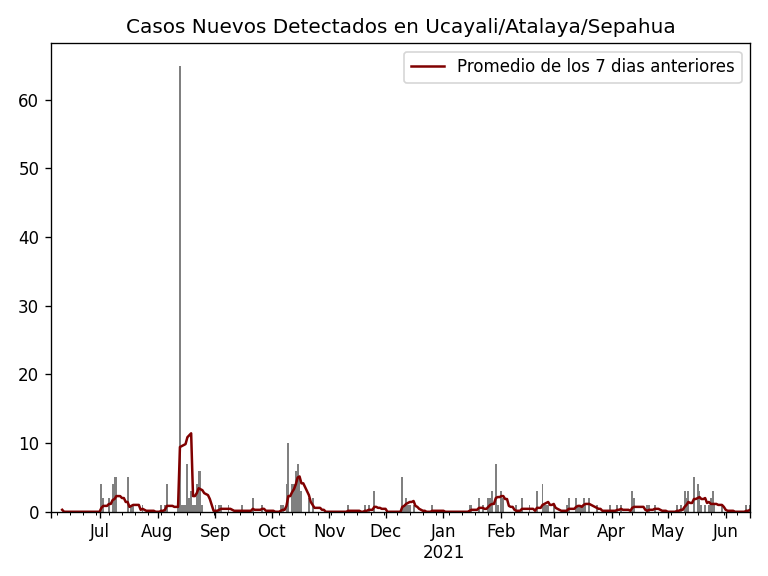 Casos Nuevos Detectados en Ucayali/Atalaya/Sepahua
Promedio de los 7 dias anteriores
60
50
40
30
20
10
0
Jul Aug Sep Oct Nov Dec Jan Feb Mar Apr May Jun
2021